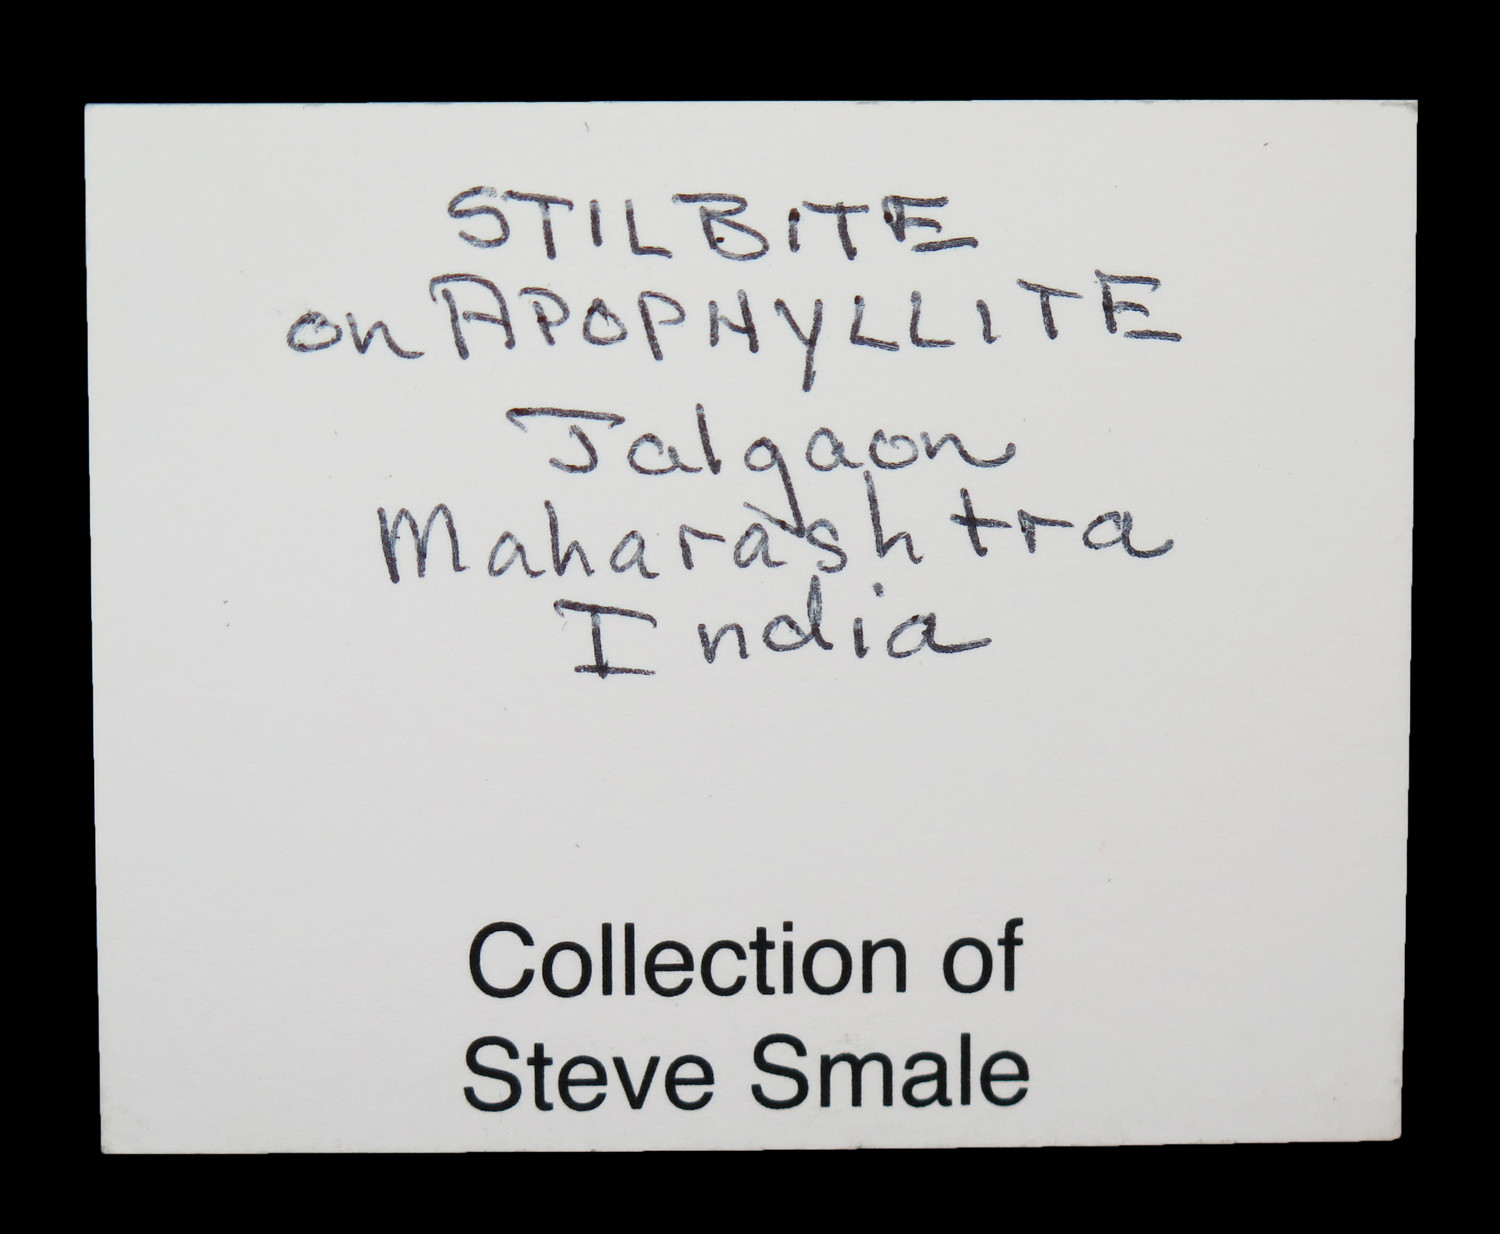 STILBiTE
on APOPHYLLITE
Jalgaon
Maharashtra
India
Collection of
Steve Smale